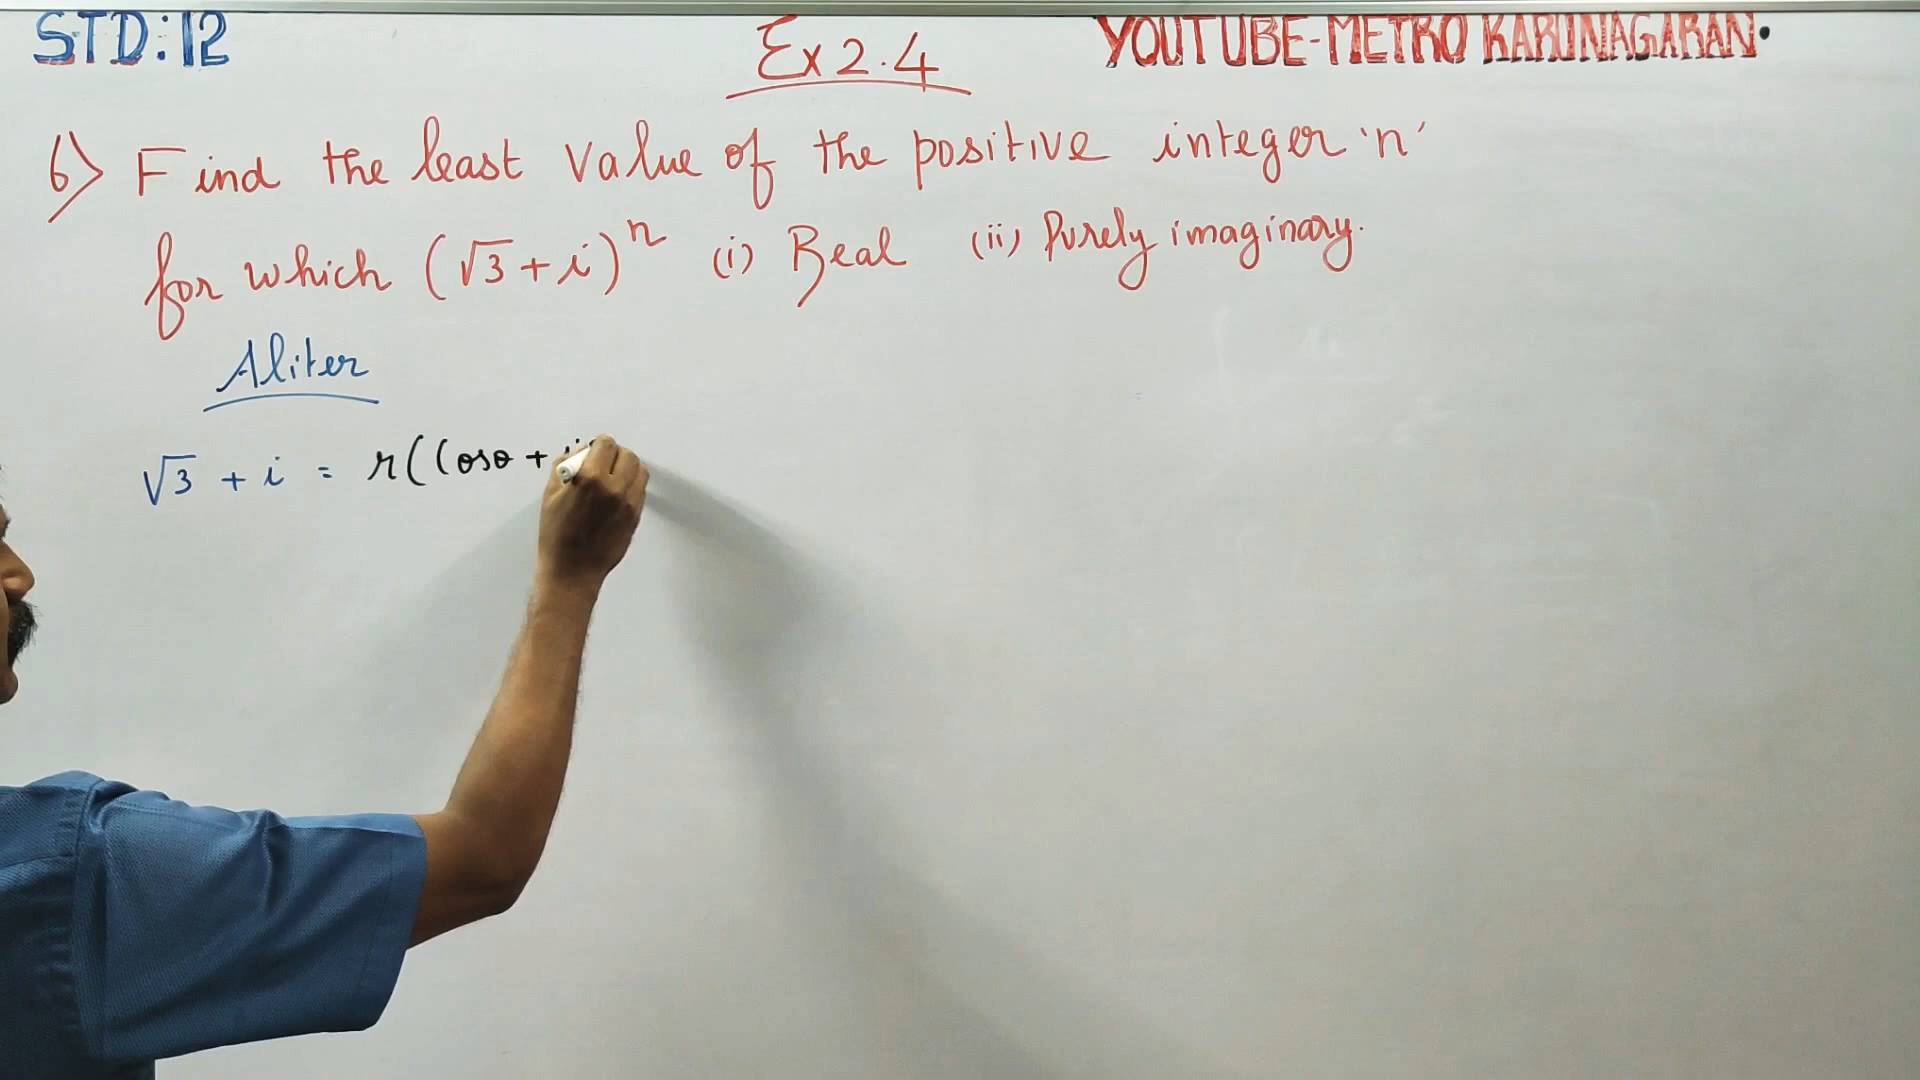 STD:12
Ex 2.4
YOUTUBE-METRO KARUNAGARAN.
6) Find the least value of the positive integer 'n'
for which (√3+i)ⁿ (i) Real (ii) Purely imaginary.
Aliter
√3 + i = r(Cosθ + i